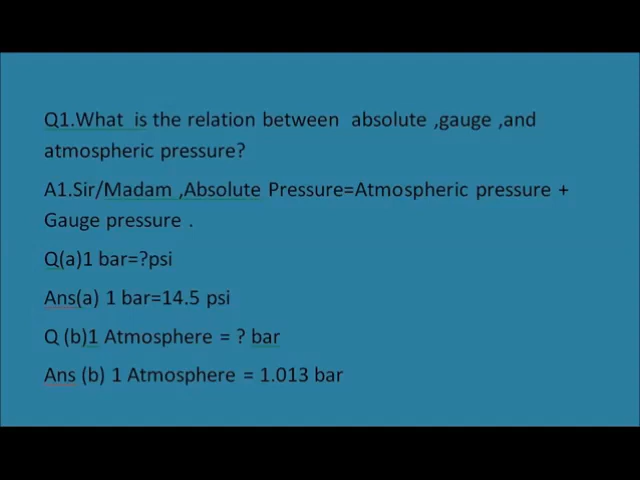 Q1.What  is the relation between  absolute ,gauge ,and
atmospheric pressure?
A1.Sir/Madam ,Absolute Pressure=Atmospheric pressure +
Gauge pressure .
Q(a)1 bar=?psi
Ans(a) 1 bar=14.5 psi
Q (b)1 Atmosphere = ? bar
Ans (b) 1 Atmosphere = 1.013 bar